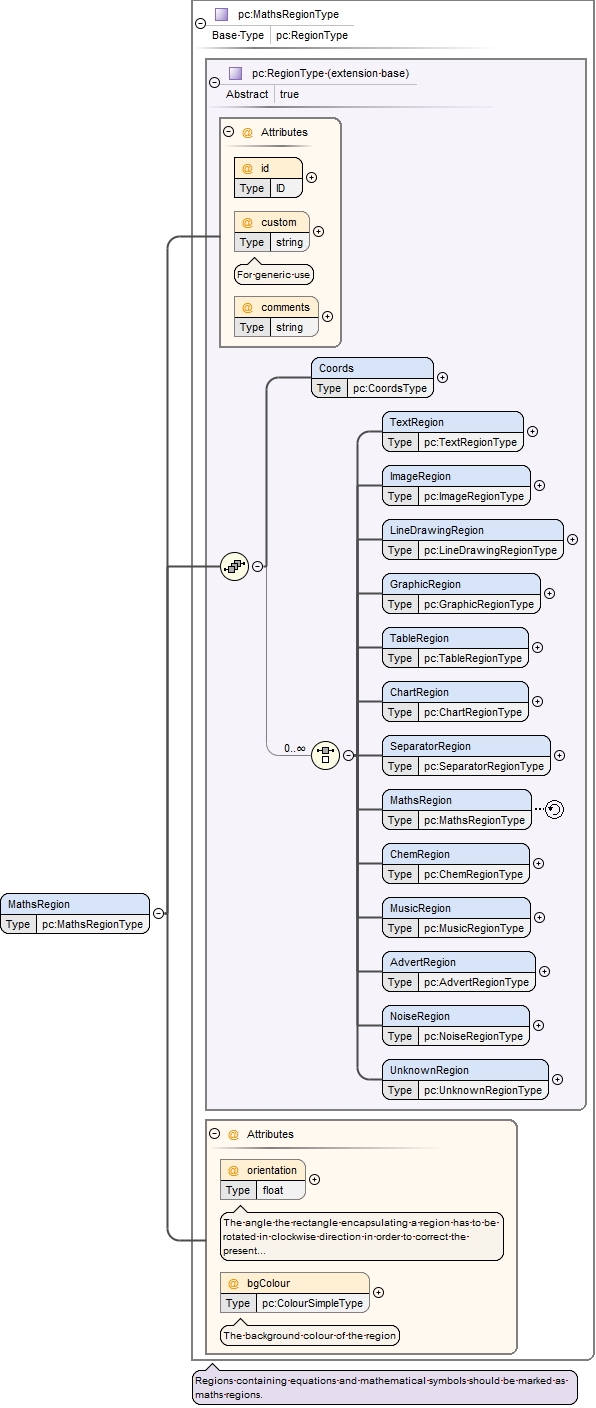 pc:MathsRegionType
Base Type pc:RegionType
pc:RegionType (extension base)
Abstract true
@ Attributes
@ id
Type ID
@ custom
Type string
For generic use
@ comments
Type string
Coords
Type pc:CoordsType
TextRegion
Type pc:TextRegionType
ImageRegion
Type pc:ImageRegionType
LineDrawingRegion
Type pc:LineDrawingRegionType
GraphicRegion
Type pc:GraphicRegionType
TableRegion
Type pc:TableRegionType
ChartRegion
Type pc:ChartRegionType
0..∞
SeparatorRegion
Type pc:SeparatorRegionType
MathsRegion
Type pc:MathsRegionType
ChemRegion
Type pc:ChemRegionType
MusicRegion
Type pc:MusicRegionType
MathsRegion
Type pc:MathsRegionType
AdvertRegion
Type pc:AdvertRegionType
NoiseRegion
Type pc:NoiseRegionType
UnknownRegion
Type pc:UnknownRegionType
@ Attributes
@ orientation
Type float
The angle the rectangle encapsulating a region has to be
rotated in clockwise direction in order to correct the
present...
@ bgColour
Type pc:ColourSimpleType
The background colour of the region
Regions containing equations and mathematical symbols should be marked as
maths regions.